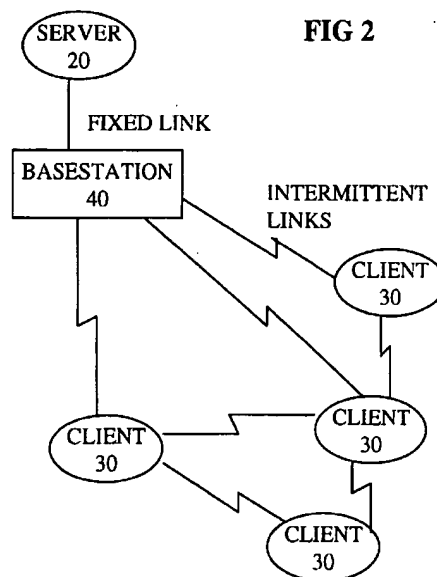 FIG 2
SERVER
20
FIXED LINK
BASESTATION
40
INTERMITTENT
LINKS
CLIENT
30
CLIENT
30
CLIENT
30
CLIENT
30